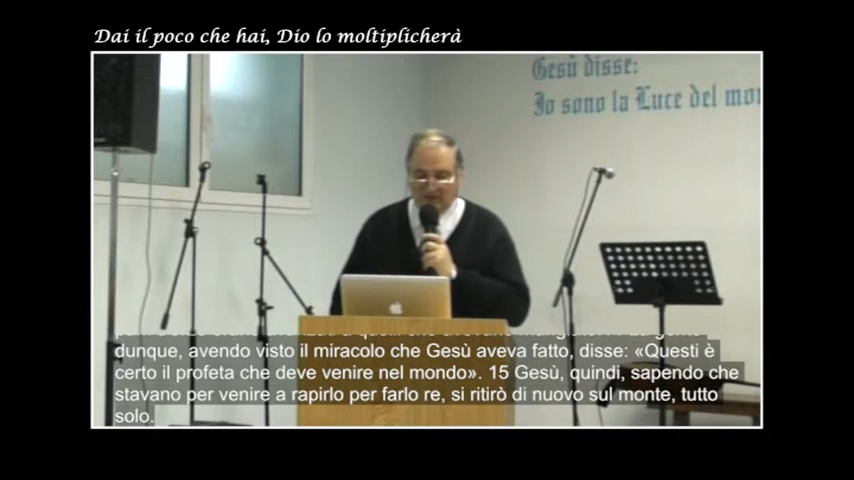 Dai il poco che hai, Dio lo moltiplicherà
Gesù disse:
Io sono la Luce del mon
dunque, avendo visto il miracolo che Gesù aveva fatto, disse: «Questi è
certo il profeta che deve venire nel mondo». 15 Gesù, quindi, sapendo che
stavano per venire a rapirlo per farlo re, si ritirò di nuovo sul monte, tutto
solo.